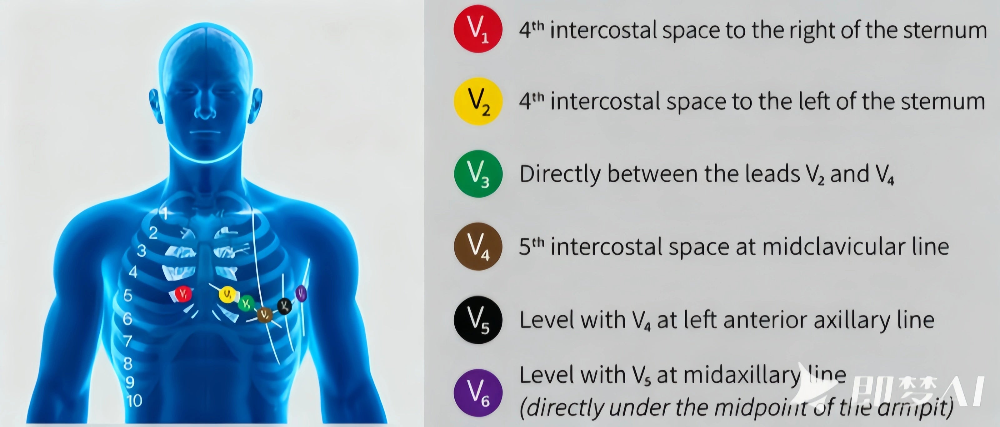 V₁ 4ᵗʰ intercostal space to the right of the sternum
V₂ 4ᵗʰ intercostal space to the left of the sternum
V₃ Directly between the leads V₂ and V₄
V₄ 5ᵗʰ intercostal space at midclavicular line
V₅ Level with V₄ at left anterior axillary line
V₆ Level with V₅ at midaxillary line
(directly under the midpoint of the armpit)
1
2
3
4
5
6
7
8
9
10
即梦AI